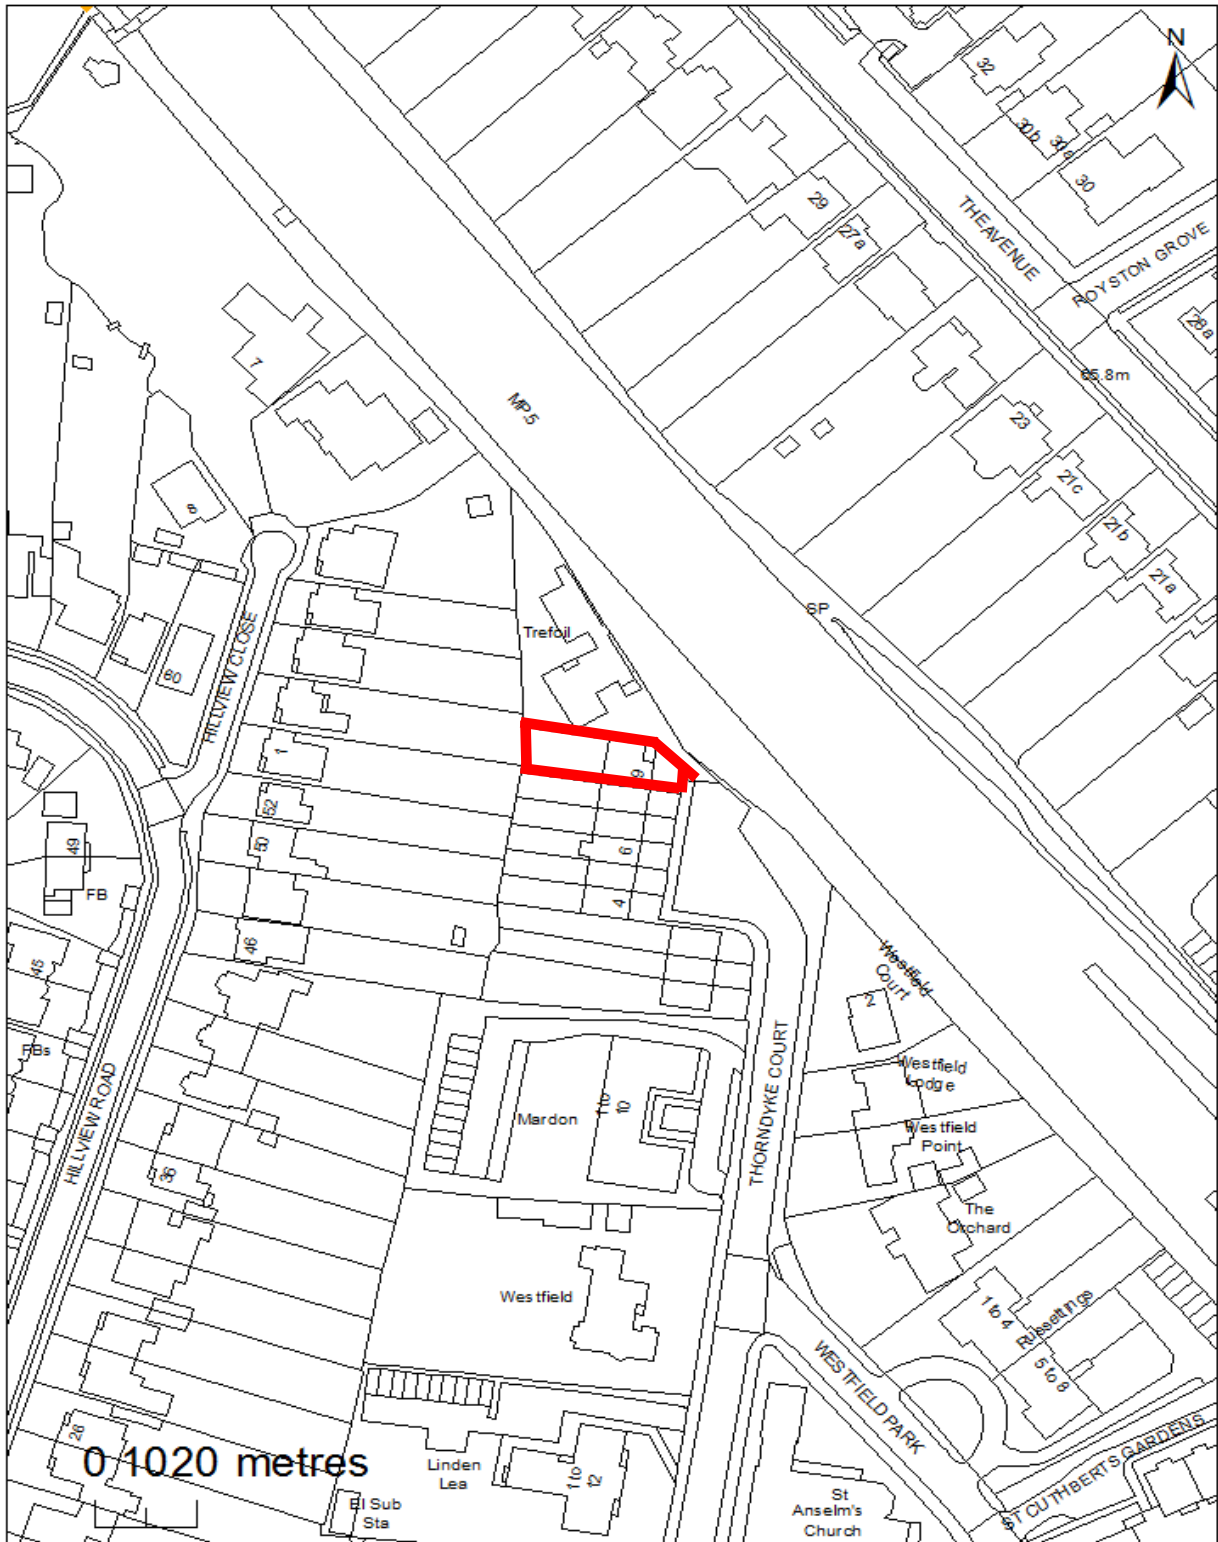 N
32
30b
30a
30
THE AVENUE
ROYSTON GROVE
28a
29
27a
65.8m
7
MP.5
23
21c
21b
21a
8
SP
Trefoil
HILLVIEW CLOSE
60
1
9
52
50
49
6
FB
4
46
45
Westfield
Court
2
FBs
THORNDYKE COURT
Westfield
Lodge
HILLVIEW ROAD
Mardon
1 to
10
Westfield
Point
36
The
Orchard
Westfield
1 to 4
Russettings
5 to 8
WESTFIELD PARK
26
0 1020 metres
Linden
Lea
1 to
12
ST CUTHBERTS GARDENS
El Sub
Sta
St
Anselm's
Church